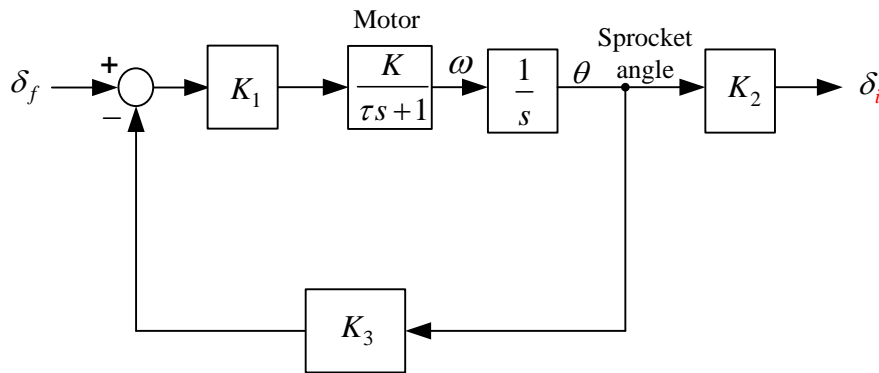 Motor
Sprocket
angle
δ_f
+
−
K_1
K
τs+1
ω
1
s
θ
K_2
δ_i
K_3